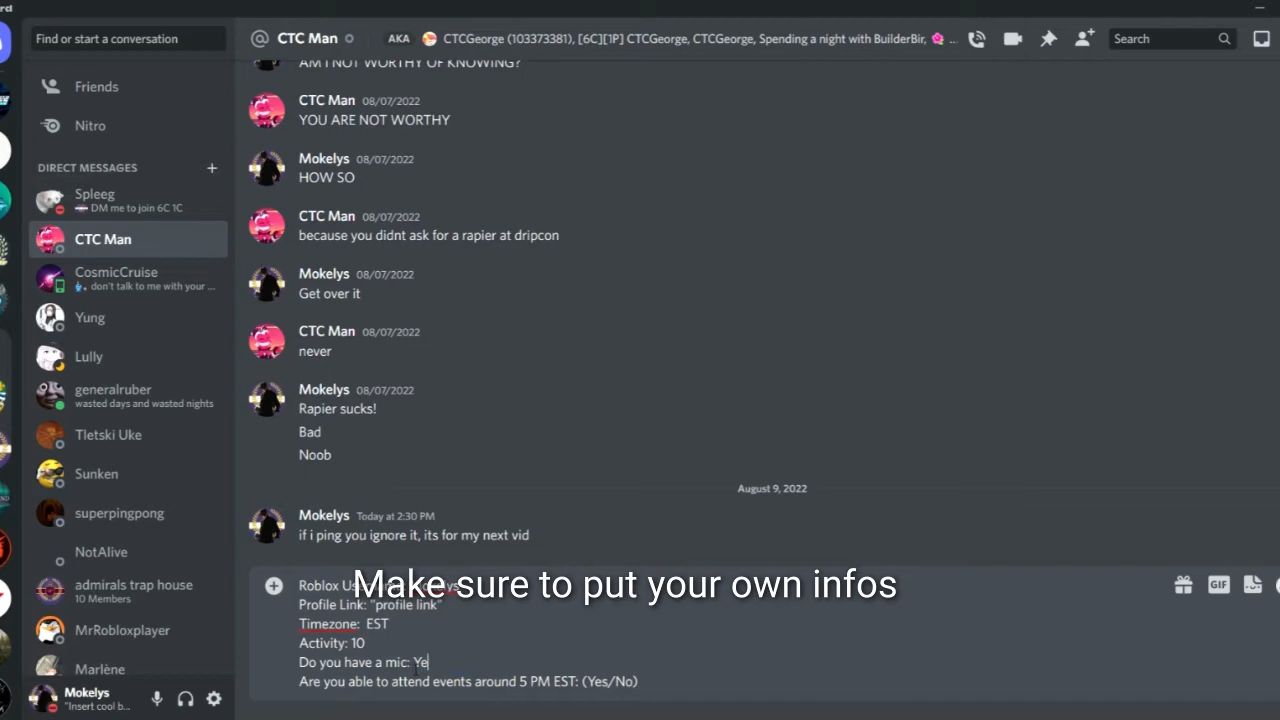 rd
Find or start a conversation
CTC Man
AKA
CTCGeorge (103373381), [6C][1P] CTCGeorge, CTCGeorge, Spending a night with BuilderBir, ...
Search
Friends
Nitro
DIRECT MESSAGES
Spleeg
DM me to join 6C 1C
CTC Man
CosmicCruise
don't talk to me with your ...
Yung
Lully
generalruber
wasted days and wasted nights
Tletski Uke
Sunken
superpingpong
NotAlive
admirals trap house
10 Members
MrRobloxplayer
Marlène
Mokelys
"Insert cool b...
AM I NOT WORTHY OF KNOWING?
CTC Man 08/07/2022
YOU ARE NOT WORTHY
Mokelys 08/07/2022
HOW SO
CTC Man 08/07/2022
because you didnt ask for a rapier at dripcon
Mokelys 08/07/2022
Get over it
CTC Man 08/07/2022
never
Mokelys 08/07/2022
Rapier sucks!
Bad
Noob
August 9, 2022
Mokelys Today at 2:30 PM
if i ping you ignore it, its for my next vid
Roblox
Make sure to put your own infos
Profile Link: "profile link"
Timezone: EST
Activity: 10
Do you have a mic: Ye
Are you able to attend events around 5 PM EST: (Yes/No)
GIF